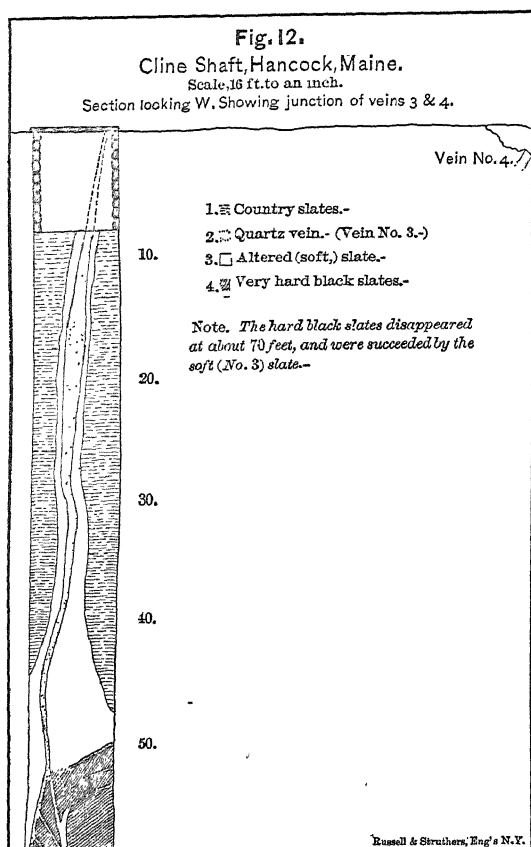 Fig. 12.
Cline Shaft, Hancock, Maine.
Scale, 16 ft. to an inch.
Section looking W. Showing junction of veins 3 & 4.
Vein No. 4.
1. Country slates.-
2. Quartz vein.- (Vein No. 3.-)
3. Altered (soft,) slate.-
4. Very hard black slates.-
Note. The hard black slates disappeared
at about 70 feet, and were succeeded by the
soft (No. 3) slate.-
10.
20.
30.
40.
50.
Russell & Struthers, Eng's N.Y.